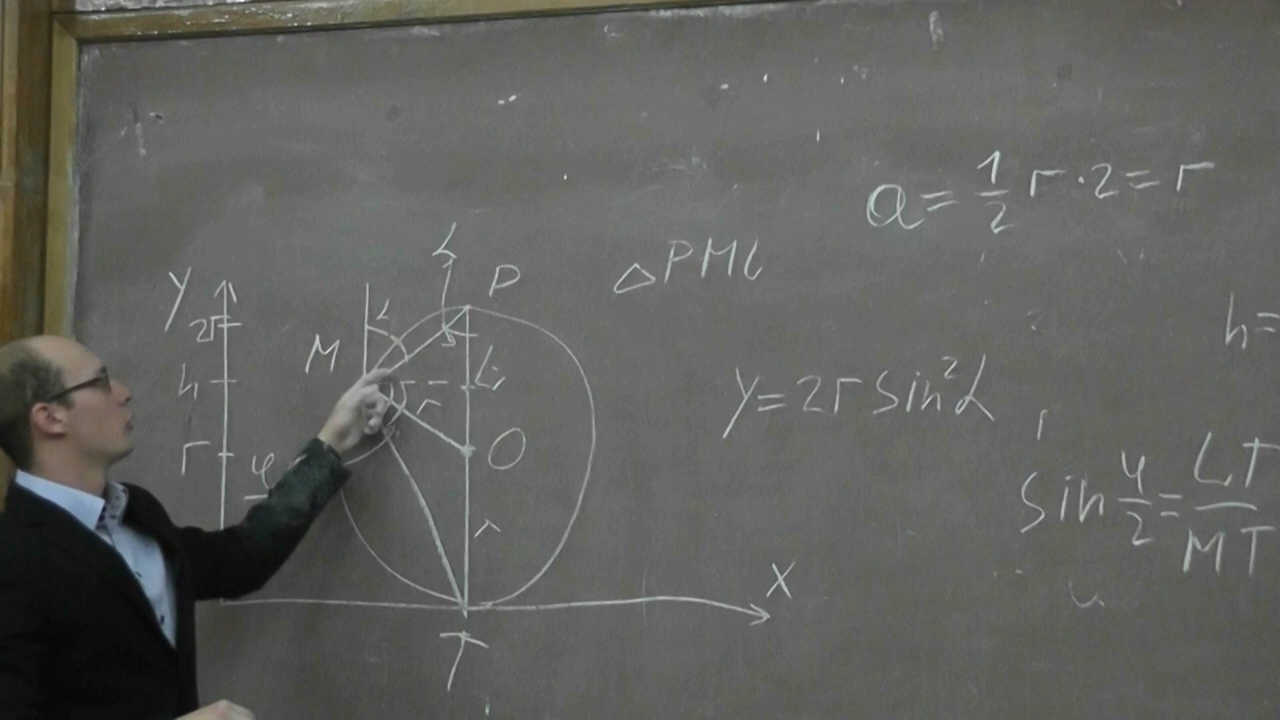 a = 1/2 r · 2 = r
△PML
y = 2r sin²α
h =
sin φ/2 = LT/MT
Y
2r
h
r
φ
M
α
α
P
L
r
O
r
X
T